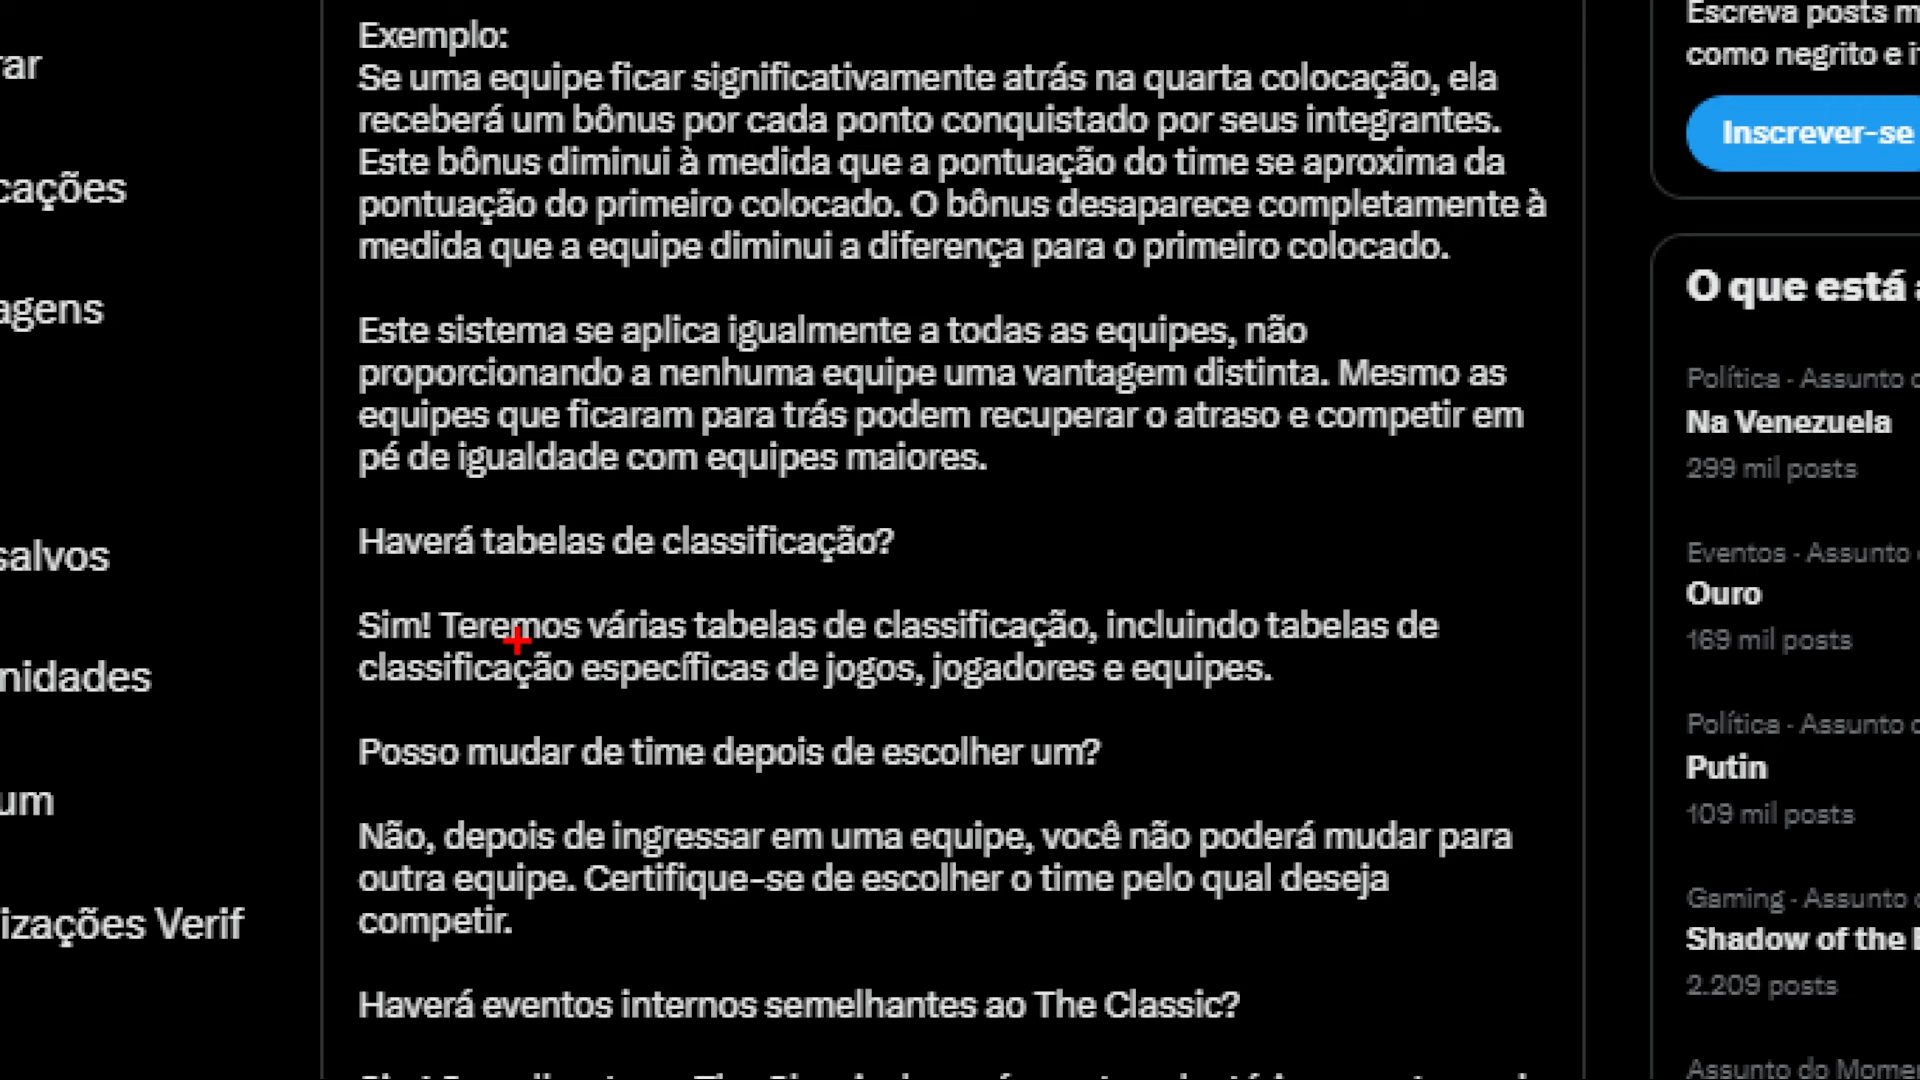 rar
cações
agens
salvos
nidades
um
izações Verif
Exemplo:
Se uma equipe ficar significativamente atrás na quarta colocação, ela
receberá um bônus por cada ponto conquistado por seus integrantes.
Este bônus diminui à medida que a pontuação do time se aproxima da
pontuação do primeiro colocado. O bônus desaparece completamente à
medida que a equipe diminui a diferença para o primeiro colocado.
Este sistema se aplica igualmente a todas as equipes, não
proporcionando a nenhuma equipe uma vantagem distinta. Mesmo as
equipes que ficaram para trás podem recuperar o atraso e competir em
pé de igualdade com equipes maiores.
Haverá tabelas de classificação?
Sim! Teremos várias tabelas de classificação, incluindo tabelas de
classificação específicas de jogos, jogadores e equipes.
Posso mudar de time depois de escolher um?
Não, depois de ingressar em uma equipe, você não poderá mudar para
outra equipe. Certifique-se de escolher o time pelo qual deseja
competir.
Haverá eventos internos semelhantes ao The Classic?
Escreva posts m
como negrito e it
Inscrever-se
O que está a
Política · Assunto d
Na Venezuela
299 mil posts
Eventos · Assunto
Ouro
169 mil posts
Política · Assunto d
Putin
109 mil posts
Gaming · Assunto d
Shadow of the E
2.209 posts
Assunto do Momen